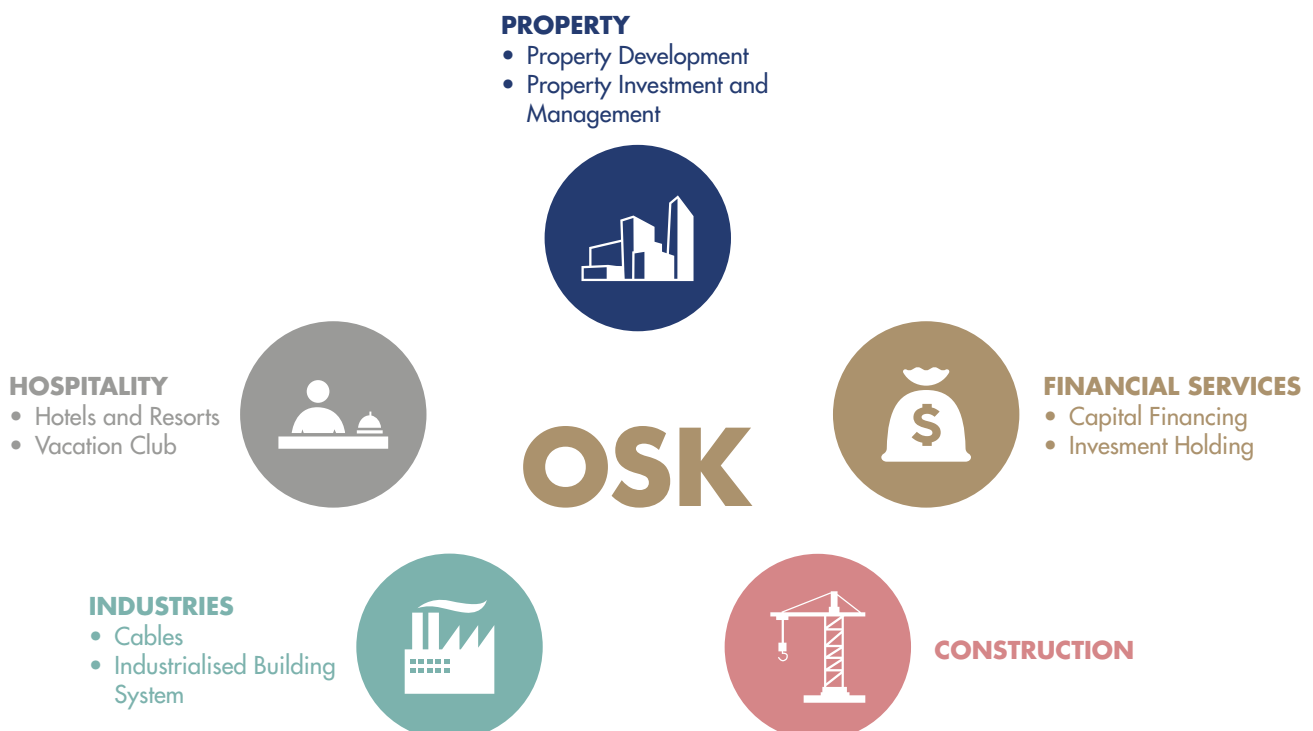 PROPERTY
• Property Development
• Property Investment and
Management
HOSPITALITY
• Hotels and Resorts
• Vacation Club
$
FINANCIAL SERVICES
• Capital Financing
• Invesment Holding
OSK
INDUSTRIES
• Cables
• Industrialised Building
System
CONSTRUCTION